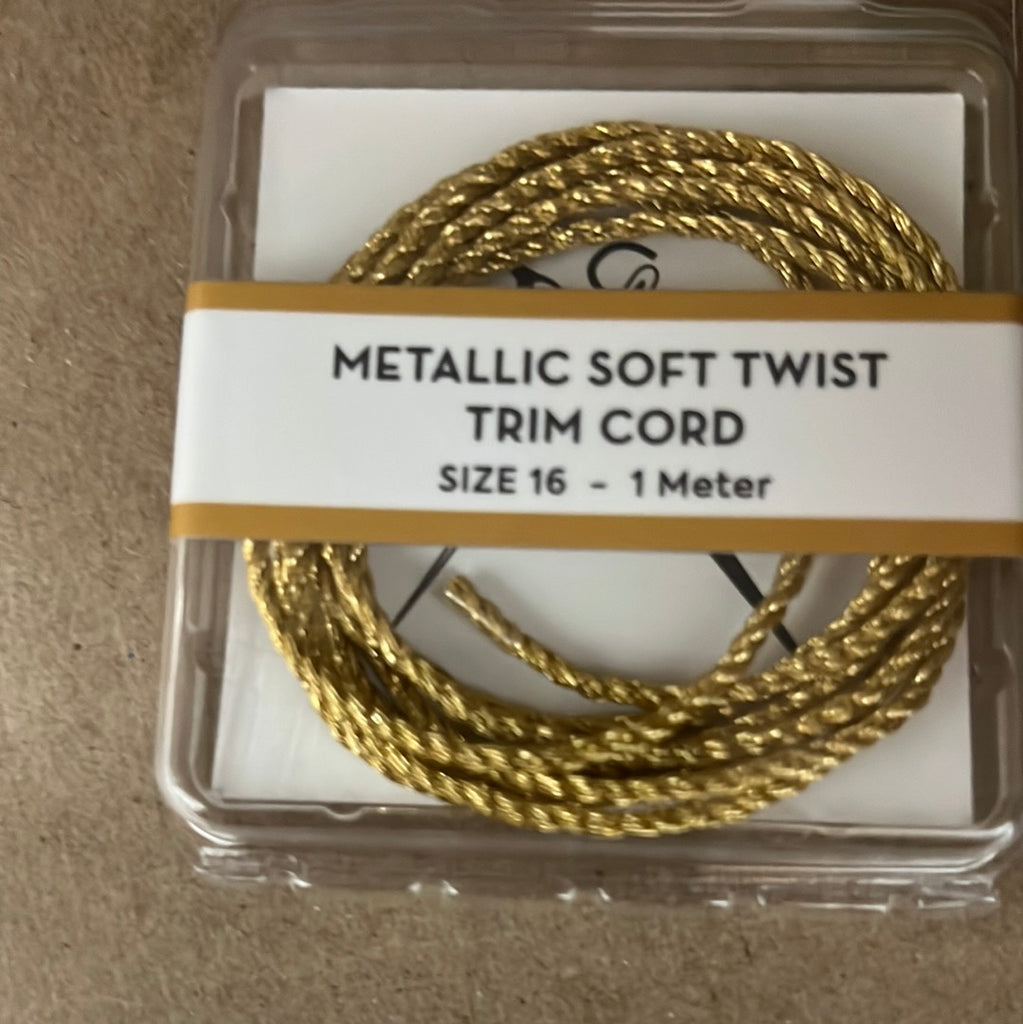 METALLIC SOFT TWIST
TRIM CORD
SIZE 16 – 1 Meter